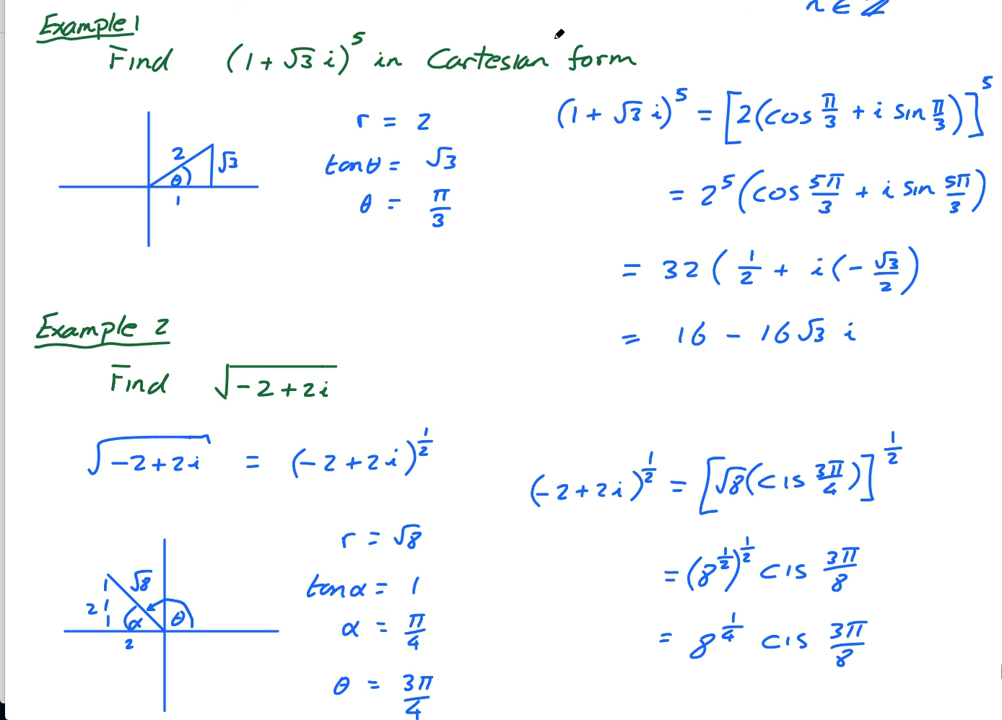 n ∈ ℤ
Example 1
Find (1 + √3 i)^5 in Cartesian form
2
√3
θ
1
r = 2
tanθ = √3
θ = π/3
(1 + √3 i)^5 = [2(cos π/3 + i sin π/3)]^5
= 2^5 (cos 5π/3 + i sin 5π/3)
= 32 ( 1/2 + i(- √3/2 )
= 16 - 16√3 i
Example 2
Find √(-2+2i)
√(-2+2i) = (-2+2i)^(1/2)
√8
2
α
θ
2
r = √8
tanα = 1
α = π/4
θ = 3π/4
(-2+2i)^(1/2) = [√8(cis 3π/4)]^(1/2)
= (8^(1/2))^(1/2) cis 3π/8
= 8^(1/4) cis 3π/8